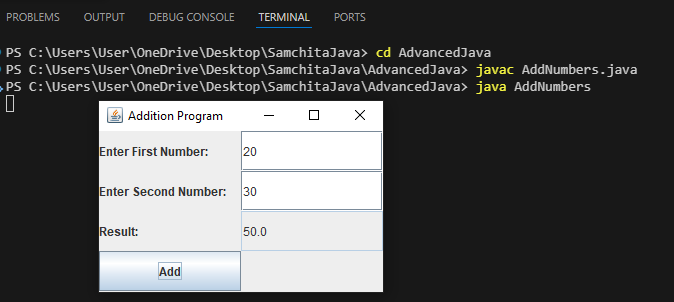 PROBLEMS OUTPUT DEBUG CONSOLE TERMINAL PORTS
PS C:\Users\User\OneDrive\Desktop\SamchitaJava> cd AdvancedJava
PS C:\Users\User\OneDrive\Desktop\SamchitaJava\AdvancedJava> javac AddNumbers.java
PS C:\Users\User\OneDrive\Desktop\SamchitaJava\AdvancedJava> java AddNumbers
Addition Program
Enter First Number: 20
Enter Second Number: 30
Result: 50.0
Add